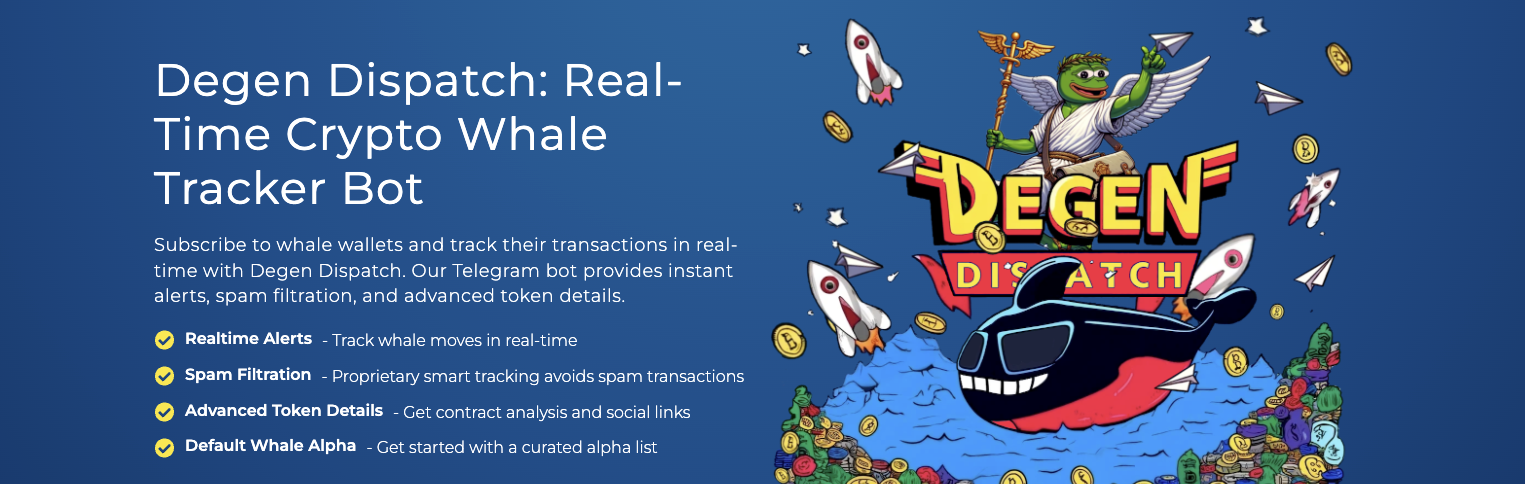 Degen Dispatch: Real-
Time Crypto Whale
Tracker Bot
Subscribe to whale wallets and track their transactions in real-
time with Degen Dispatch. Our Telegram bot provides instant
alerts, spam filtration, and advanced token details.
Realtime Alerts - Track whale moves in real-time
Spam Filtration - Proprietary smart tracking avoids spam transactions
Advanced Token Details - Get contract analysis and social links
Default Whale Alpha - Get started with a curated alpha list
DEGEN
DISPATCH